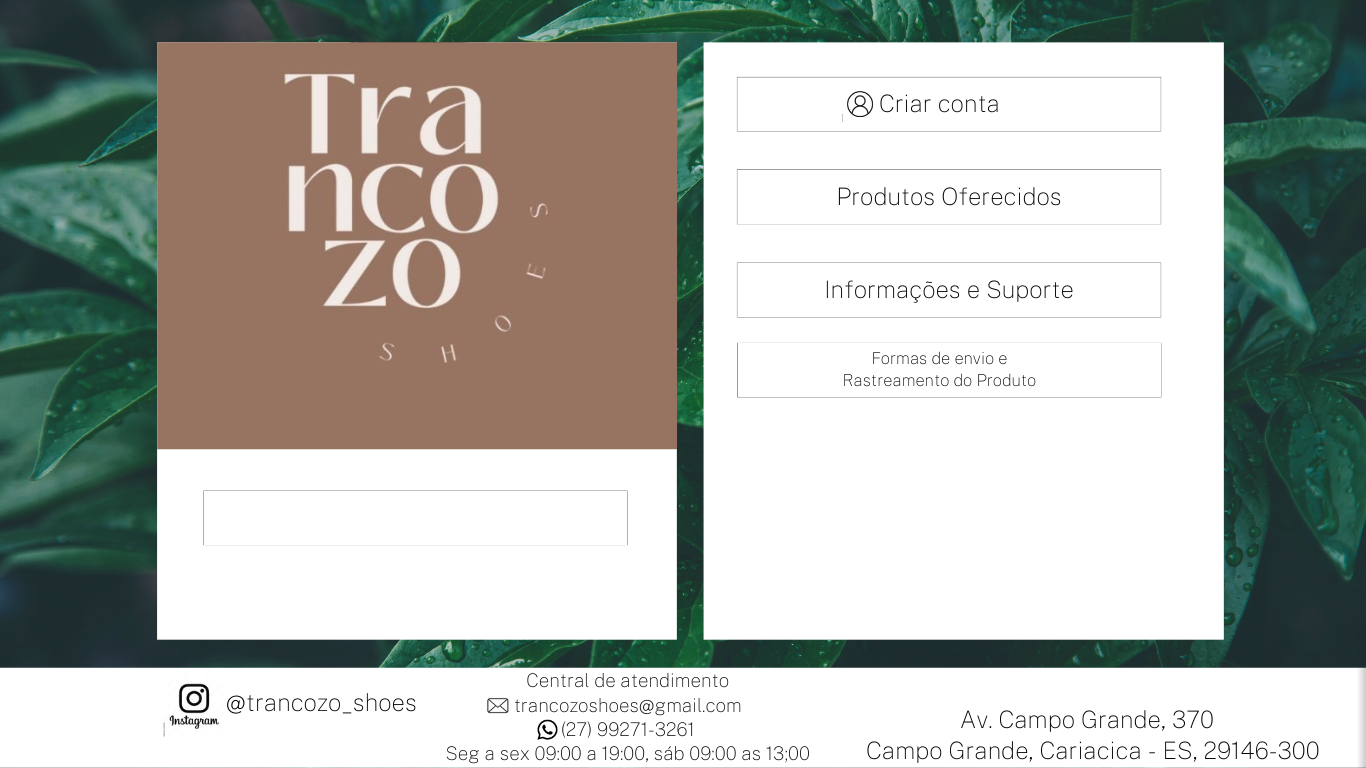 Tra
nco
zo
SHOES
Criar conta
Produtos Oferecidos
Informações e Suporte
Formas de envio e
Rastreamento do Produto
Instagram
@trancozo_shoes
Central de atendimento
trancozoshoes@gmail.com
(27) 99271-3261
Seg a sex 09:00 a 19:00, sáb 09:00 as 13;00
Av. Campo Grande, 370
Campo Grande, Cariacica - ES, 29146-300